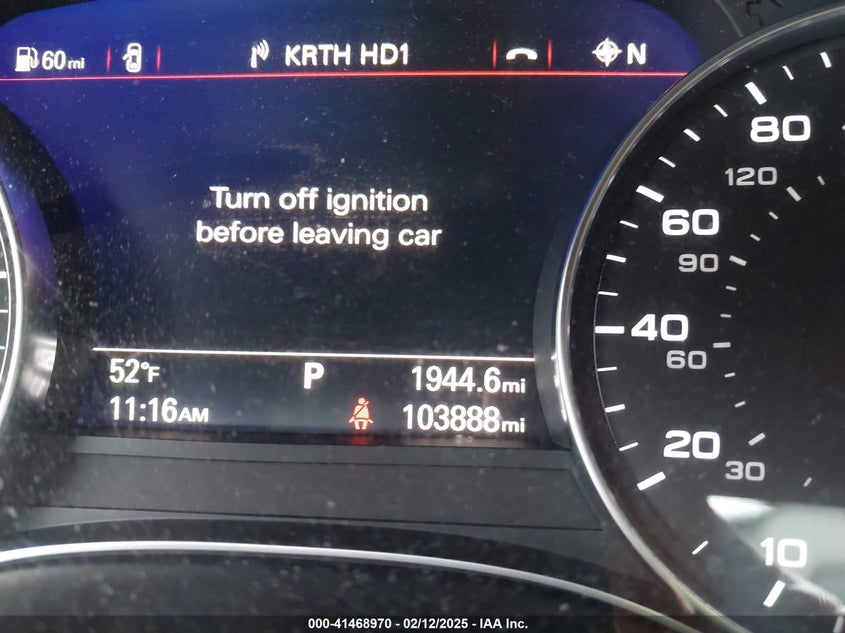 60mi
KRTH HD1
N
Turn off ignition
before leaving car
52°F
P
1944.6mi
11:16AM
103888mi
80
120
60
90
40
60
20
30
10
000-41468970 - 02/12/2025 - IAA Inc.